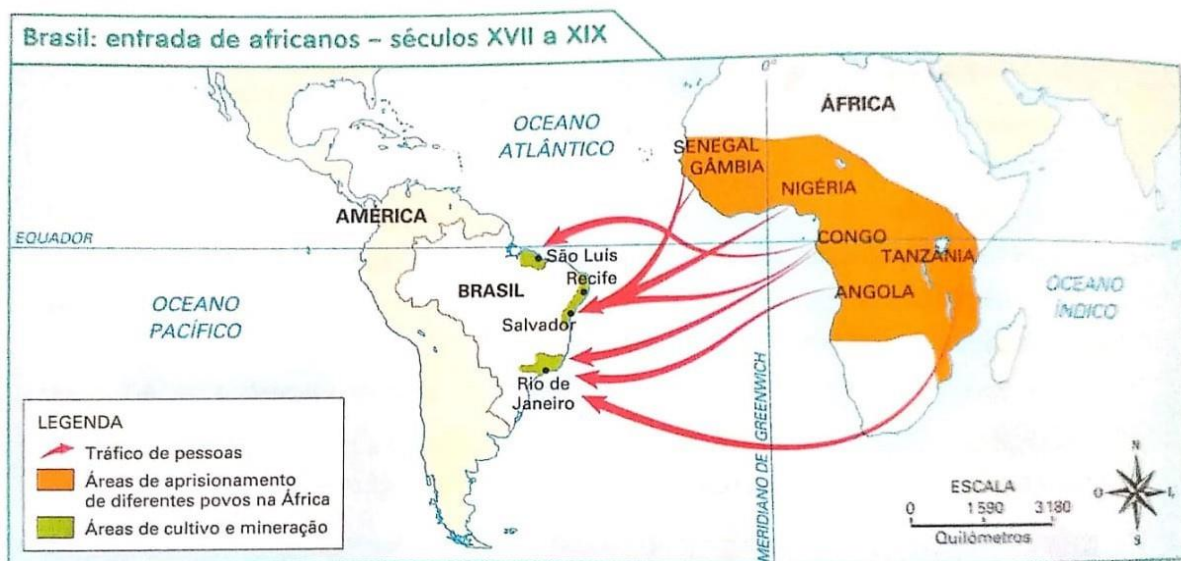 Brasil: entrada de africanos – séculos XVII a XIX
0°
OCEANO
ATLÂNTICO
ÁFRICA
SENEGAL
GÂMBIA
NIGÉRIA
AMÉRICA
EQUADOR
0°
CONGO
TANZÂNIA
São Luís
Recife
BRASIL
ANGOLA
OCEANO
PACÍFICO
OCEANO
ÍNDICO
Salvador
Rio de
Janeiro
MERIDIANO DE GREENWICH
LEGENDA
Tráfico de pessoas
Áreas de aprisionamento
de diferentes povos na África
Áreas de cultivo e mineração
ESCALA
0 1 590 3 180
Quilômetros
N
O L
S